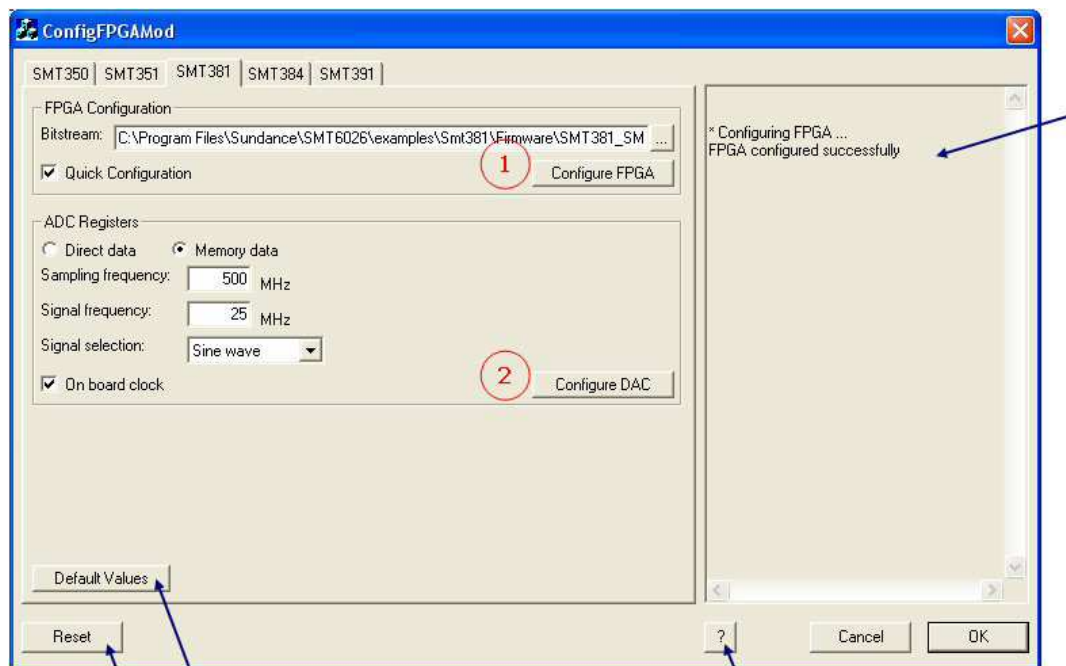 ConfigFPGAMod
SMT350 SMT351 SMT381 SMT384 SMT391
FPGA Configuration
Bitstream: C:\Program Files\Sundance\SMT6026\examples\Smt381\Firmware\SMT381_SM ...
Quick Configuration
1
Configure FPGA
ADC Registers
Direct data Memory data
Sampling frequency: 500 MHz
Signal frequency: 25 MHz
Signal selection: Sine wave
On board clock
2
Configure DAC
Default Values
* Configuring FPGA ...
FPGA configured successfully
Reset ? Cancel OK